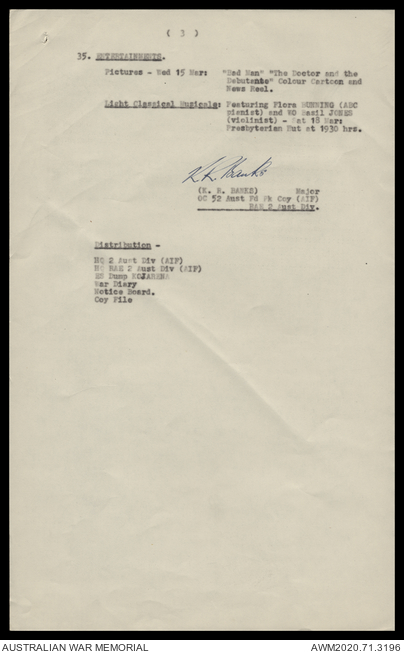 ( 3 )
35. ENTERTAINMENTS.
Pictures - Wed 15 Mar: "Bad Man" "The Doctor and the
Debutante" Colour Cartoon and
News Reel.
Light Classical Musicale: Featuring Flora (ABC
pianist) and WO Basil JONES
(violinist) - Sat 18 Mar:
Presbyterian Hut at 1930 hrs.
K R Banks
(K. R. BANKS) Major
OC 52 Aust Fd Pk Coy (AIF)
RAE 2 Aust Div.
Distribution -
HQ 2 Aust Div (AIF)
HQ RAE 2 Aust Div (AIF)
Dump KOJARENA
War Diary
Notice Board.
Coy File
AUSTRALIAN WAR MEMORIAL
AWM2020.71.3196